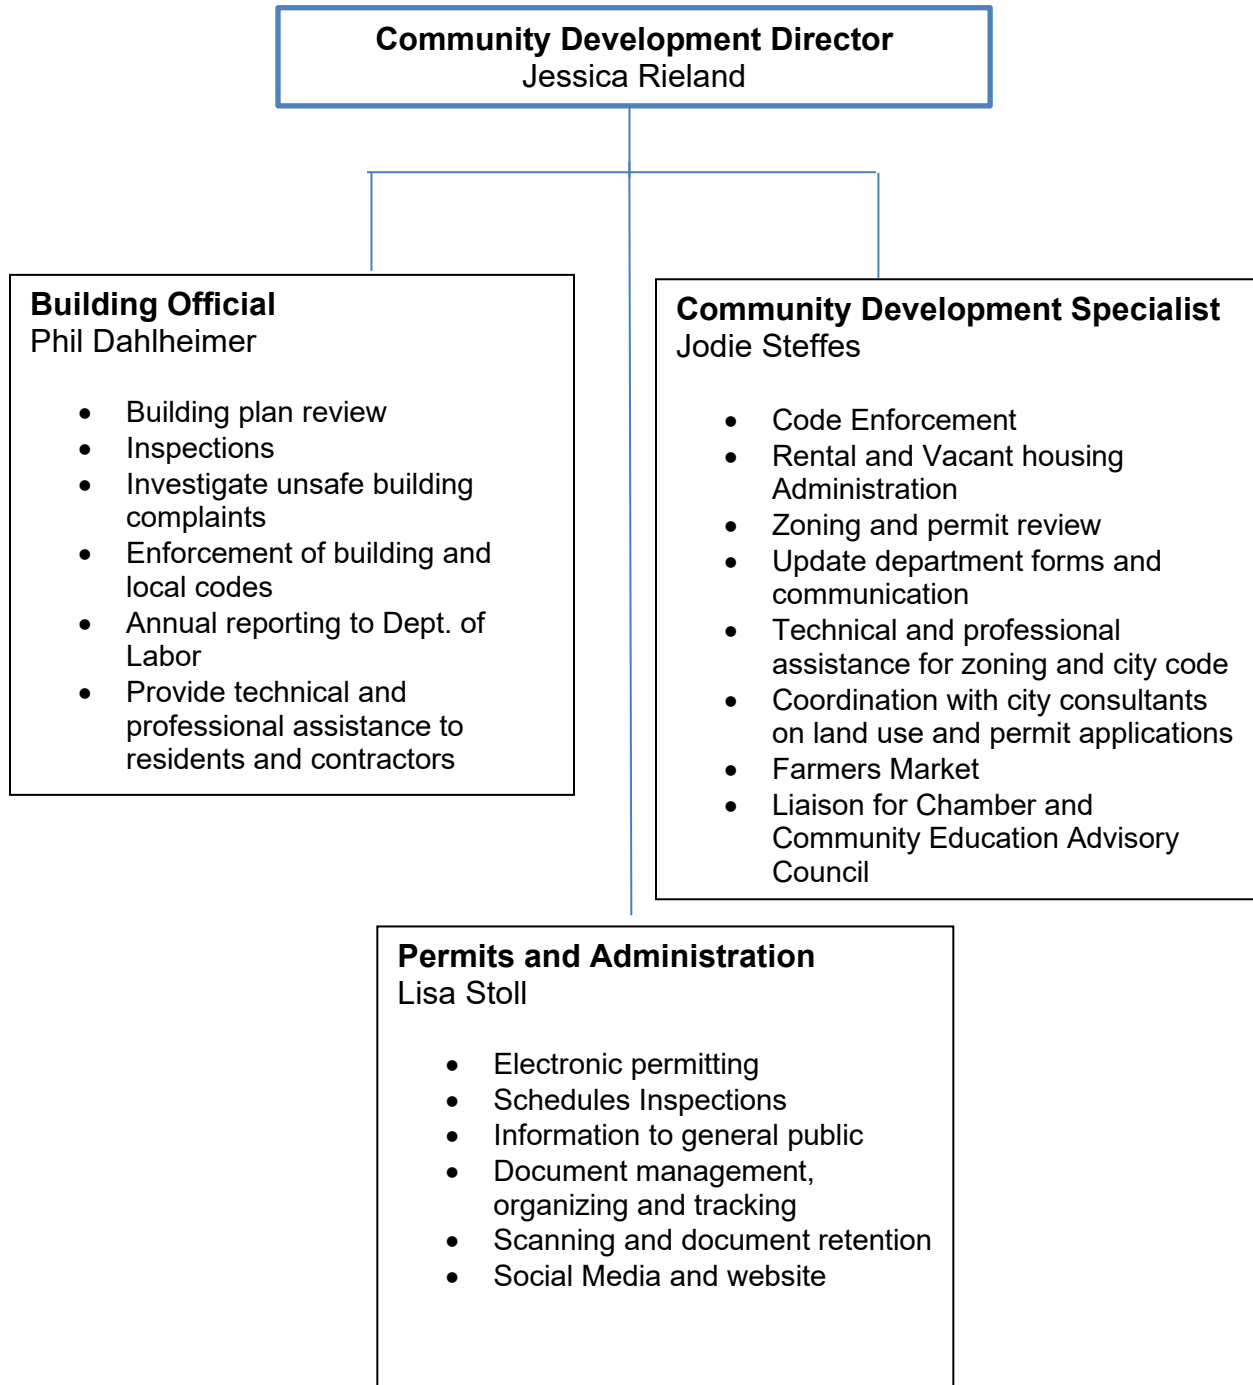 Community Development Director
Jessica Rieland
Building Official
Phil Dahlheimer
• Building plan review
• Inspections
• Investigate unsafe building
complaints
• Enforcement of building and
local codes
• Annual reporting to Dept. of
Labor
• Provide technical and
professional assistance to
residents and contractors
Community Development Specialist
Jodie Steffes
• Code Enforcement
• Rental and Vacant housing
Administration
• Zoning and permit review
• Update department forms and
communication
• Technical and professional
assistance for zoning and city code
• Coordination with city consultants
on land use and permit applications
• Farmers Market
• Liaison for Chamber and
Community Education Advisory
Council
Permits and Administration
Lisa Stoll
• Electronic permitting
• Schedules Inspections
• Information to general public
• Document management,
organizing and tracking
• Scanning and document retention
• Social Media and website